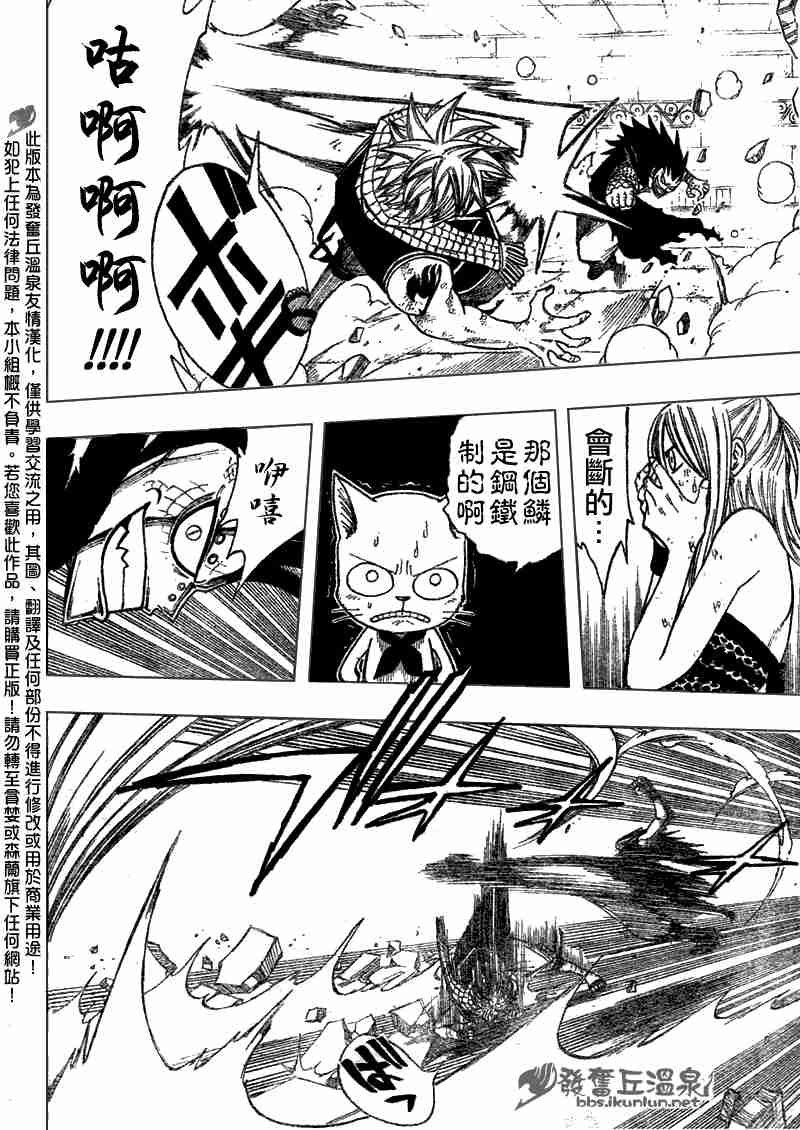 咕啊啊啊!!!!
會斷的…
那個鱗
是鋼鐵
制的啊
咿嘻
此版本為發奮丘溫泉友情漢化，僅供學習交流之用，其圖、翻譯及任何部份不得進行修改或用於商業用途！
如犯上任何法律問題，本小組概不負責。若您喜歡此作品，請購買正版！請勿轉至貪婪或森蘭旗下任何網站！
發奮丘溫泉
bbs.ikunlun.net